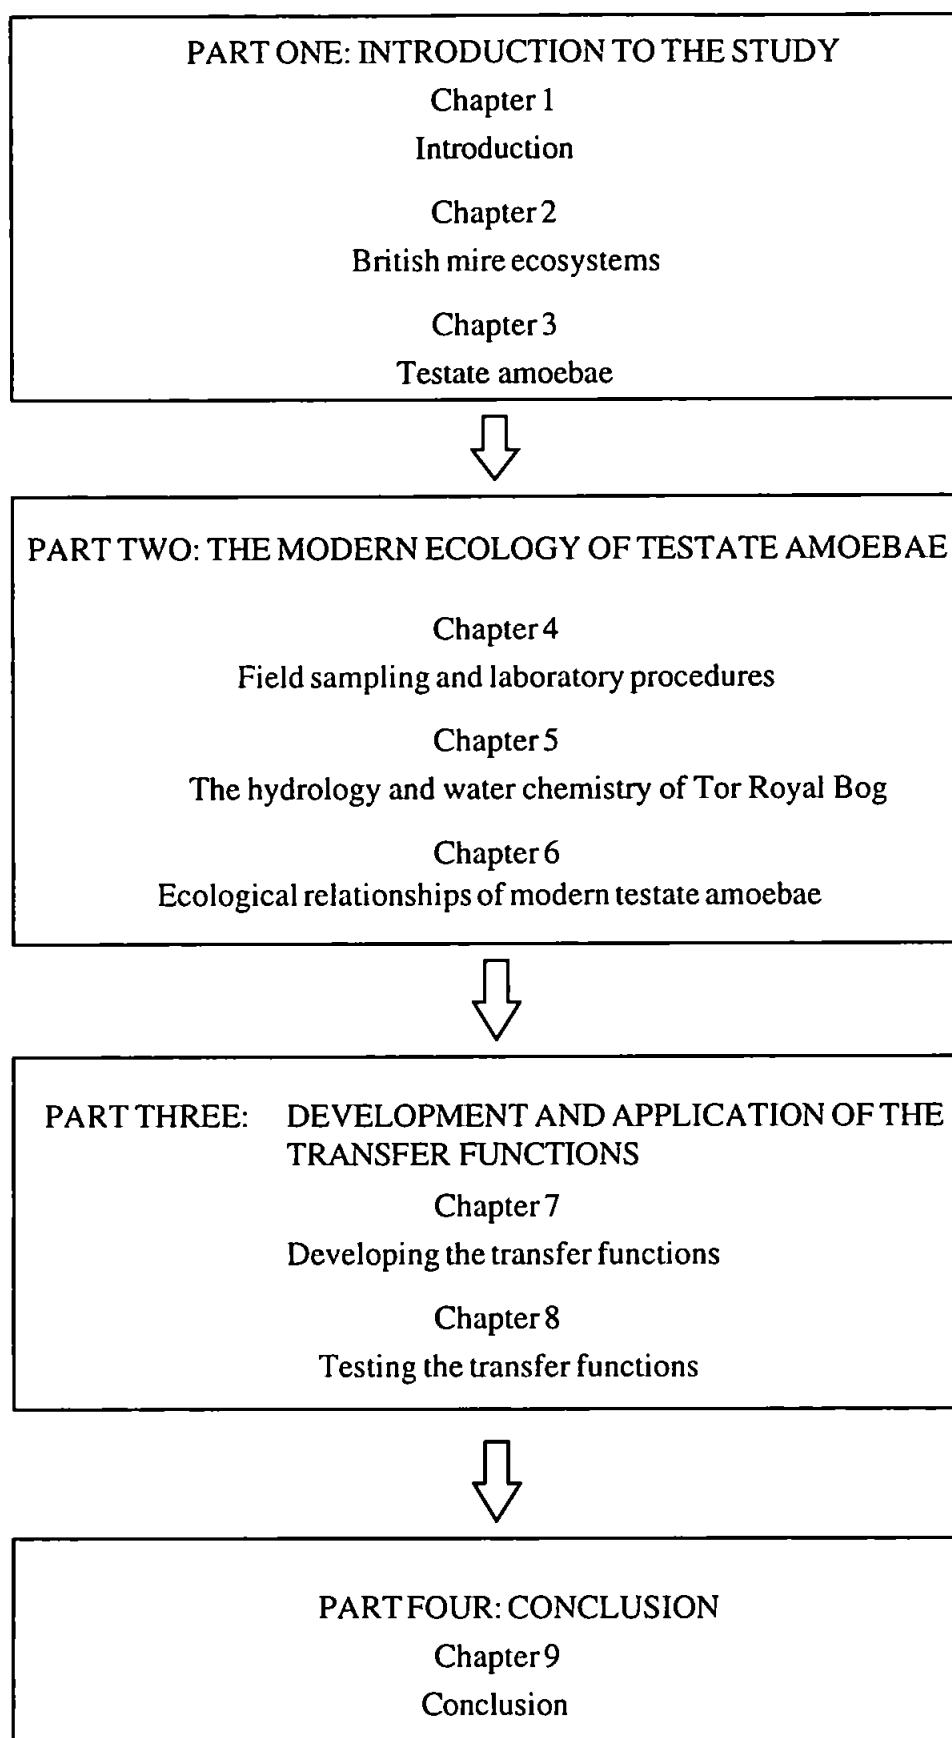 PART ONE: INTRODUCTION TO THE STUDY
Chapter 1
Introduction
Chapter 2
British mire ecosystems
Chapter 3
Testate amoebae
PART TWO: THE MODERN ECOLOGY OF TESTATE AMOEBAE
Chapter 4
Field sampling and laboratory procedures
Chapter 5
The hydrology and water chemistry of Tor Royal Bog
Chapter 6
Ecological relationships of modern testate amoebae
PART THREE: DEVELOPMENT AND APPLICATION OF THE
TRANSFER FUNCTIONS
Chapter 7
Developing the transfer functions
Chapter 8
Testing the transfer functions
PART FOUR: CONCLUSION
Chapter 9
Conclusion